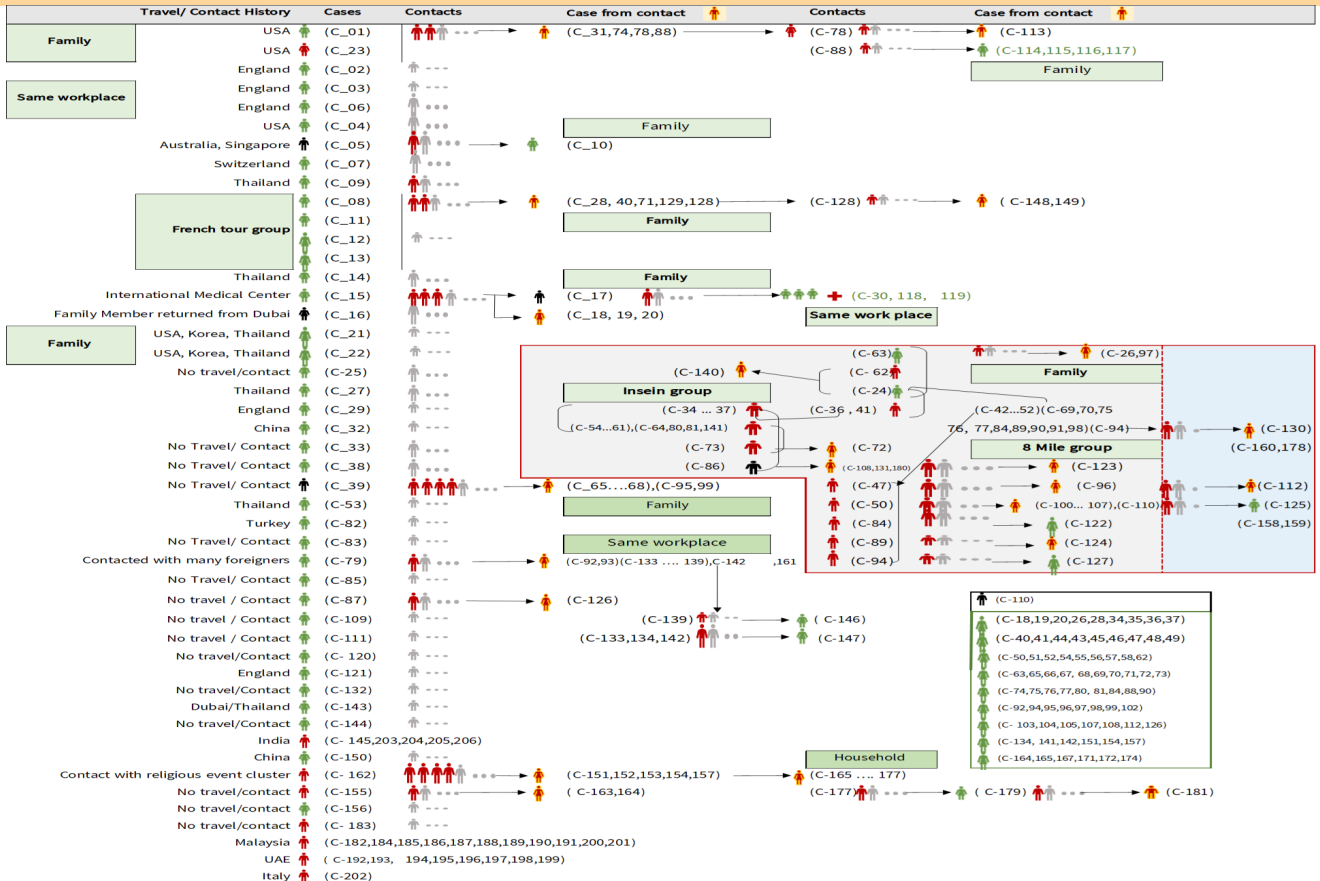 Travel/ Contact History Cases Contacts Case from contact Contacts Case from contact
Family
USA (C_01) (C_31,74,78,88) (C-78) (C-113)
USA (C_23) (C-88) (C-114,115,116,117)
England (C_02) Family
Same workplace
England (C_03)
England (C_06)
USA (C_04) Family
Australia, Singapore (C_05) (C_10)
Switzerland (C_07)
Thailand (C_09)
French tour group
(C_08) (C_28, 40,71,129,128) (C-128) ( C-148,149)
(C_11) Family
(C_12)
(C_13)
Thailand (C_14) Family
International Medical Center (C_15) (C_17) (C-30, 118, 119)
Family Member returned from Dubai (C_16) (C_18, 19, 20) Same work place
Family
USA, Korea, Thailand (C_21)
USA, Korea, Thailand (C_22) (C-63) (C-26,97)
No travel/contact (C-25) (C-140) (C- 62) Family
Thailand (C_27) Insein group (C-24)
England (C_29) (C-34 ... 37) (C-36 , 41) (C-42...52)(C-69,70,75
China (C_32) (C-54...61),(C-64,80,81,141) 76, 77,84,89,90,91,98)(C-94) (C-130)
No Travel/ Contact (C_33) (C-73) (C-72) 8 Mile group (C-160,178)
No Travel/ Contact (C_38) (C-86) (C-108,131,180) (C-123)
No Travel/ Contact (C_39) (C_65....68),(C-95,99) (C-47) (C-96) (C-112)
Thailand (C-53) Family (C-50) (C-100... 107),(C-110) (C-125)
Turkey (C-82) (C-84) (C-122) (C-158,159)
No Travel/ Contact (C-83) Same workplace (C-89) (C-124)
Contacted with many foreigners (C-79) (C-92,93)(C-133 .... 139),C-142 ,161 (C-94) (C-127)
No Travel/ Contact (C-85)
No travel / Contact (C-87) (C-126) (C-110)
No travel / Contact (C-109) (C-139) ( C-146) (C-18,19,20,26,28,34,35,36,37)
No travel / Contact (C-111) (C-133,134,142) (C-147) (C-40,41,44,43,45,46,47,48,49)
No travel/Contact (C- 120) (C-50,51,52,54,55,56,57,58,62)
England (C-121) (C-63,65,66,67, 68,69,70,71,72,73)
No travel/Contact (C-132) (C-74,75,76,77,80, 81,84,88,90)
Dubai/Thailand (C-143) (C-92,94,95,96,97,98,99,102)
No travel/Contact (C-144) (C- 103,104,105,107,108,112,126)
India (C- 145,203,204,205,206) (C-134, 141,142,151,154,157)
China (C-150) Household (C-164,165,167,171,172,174)
Contact with religious event cluster (C- 162) (C-151,152,153,154,157) (C-165 .... 177)
No travel/contact (C-155) ( C-163,164) (C-177) ( C-179) (C-181)
No travel/contact (C-156)
No travel/contact (C- 183)
Malaysia (C-182,184,185,186,187,188,189,190,191,200,201)
UAE ( C-192,193, 194,195,196,197,198,199)
Italy (C-202)